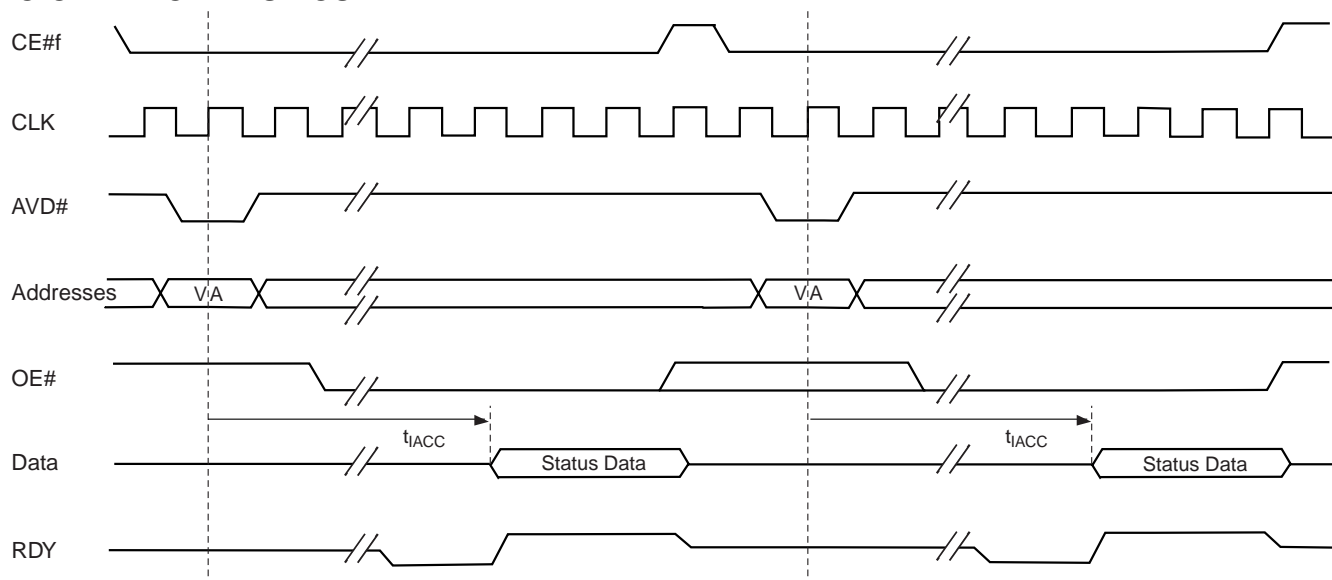 CE#f
CLK
AVD#
Addresses VA VA
OE#
tIACC tIACC
Data Status Data Status Data
RDY